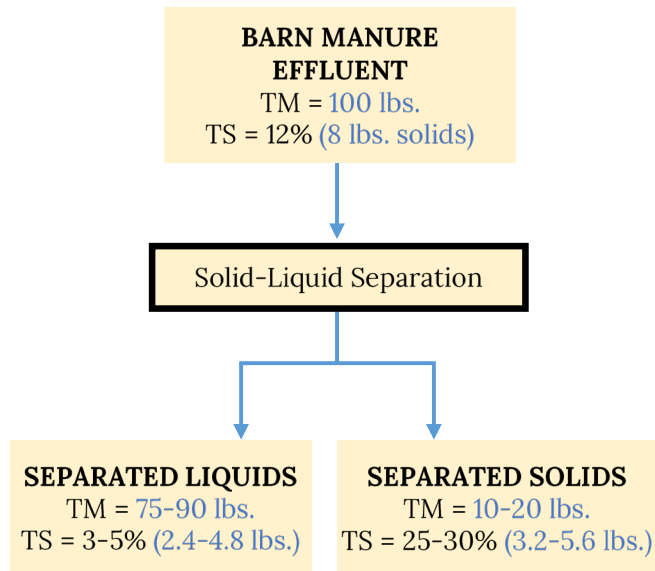 BARN MANURE
EFFLUENT
TM = 100 lbs.
TS = 12% (8 lbs. solids)
Solid-Liquid Separation
SEPARATED LIQUIDS
TM = 75-90 lbs.
TS = 3-5% (2.4-4.8 lbs.)
SEPARATED SOLIDS
TM = 10-20 lbs.
TS = 25-30% (3.2-5.6 lbs.)